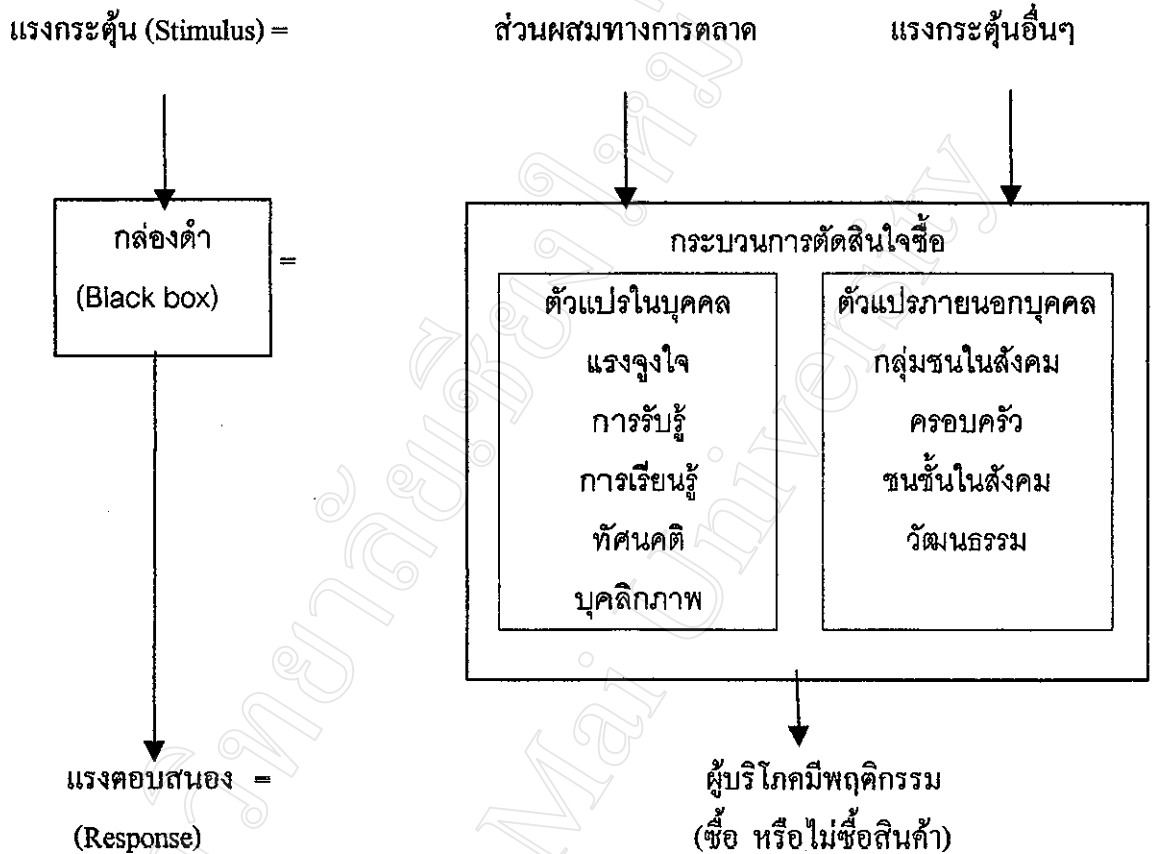 แรงกระตุ้น (Stimulus) = ส่วนผสมทางการตลาด แรงกระตุ้นอื่นๆ
กล่องดำ
(Black box)
=
กระบวนการตัดสินใจซื้อ
ตัวแปรในบุคคล
แรงจูงใจ
การรับรู้
การเรียนรู้
ทัศนคติ
บุคลิกภาพ
ตัวแปรภายนอกบุคคล
กลุ่มชนในสังคม
ครอบครัว
ชนชั้นในสังคม
วัฒนธรรม
แรงตอบสนอง =
(Response)
ผู้บริโภคมีพฤติกรรม
(ซื้อ หรือไม่ซื้อสินค้า)
Mai University